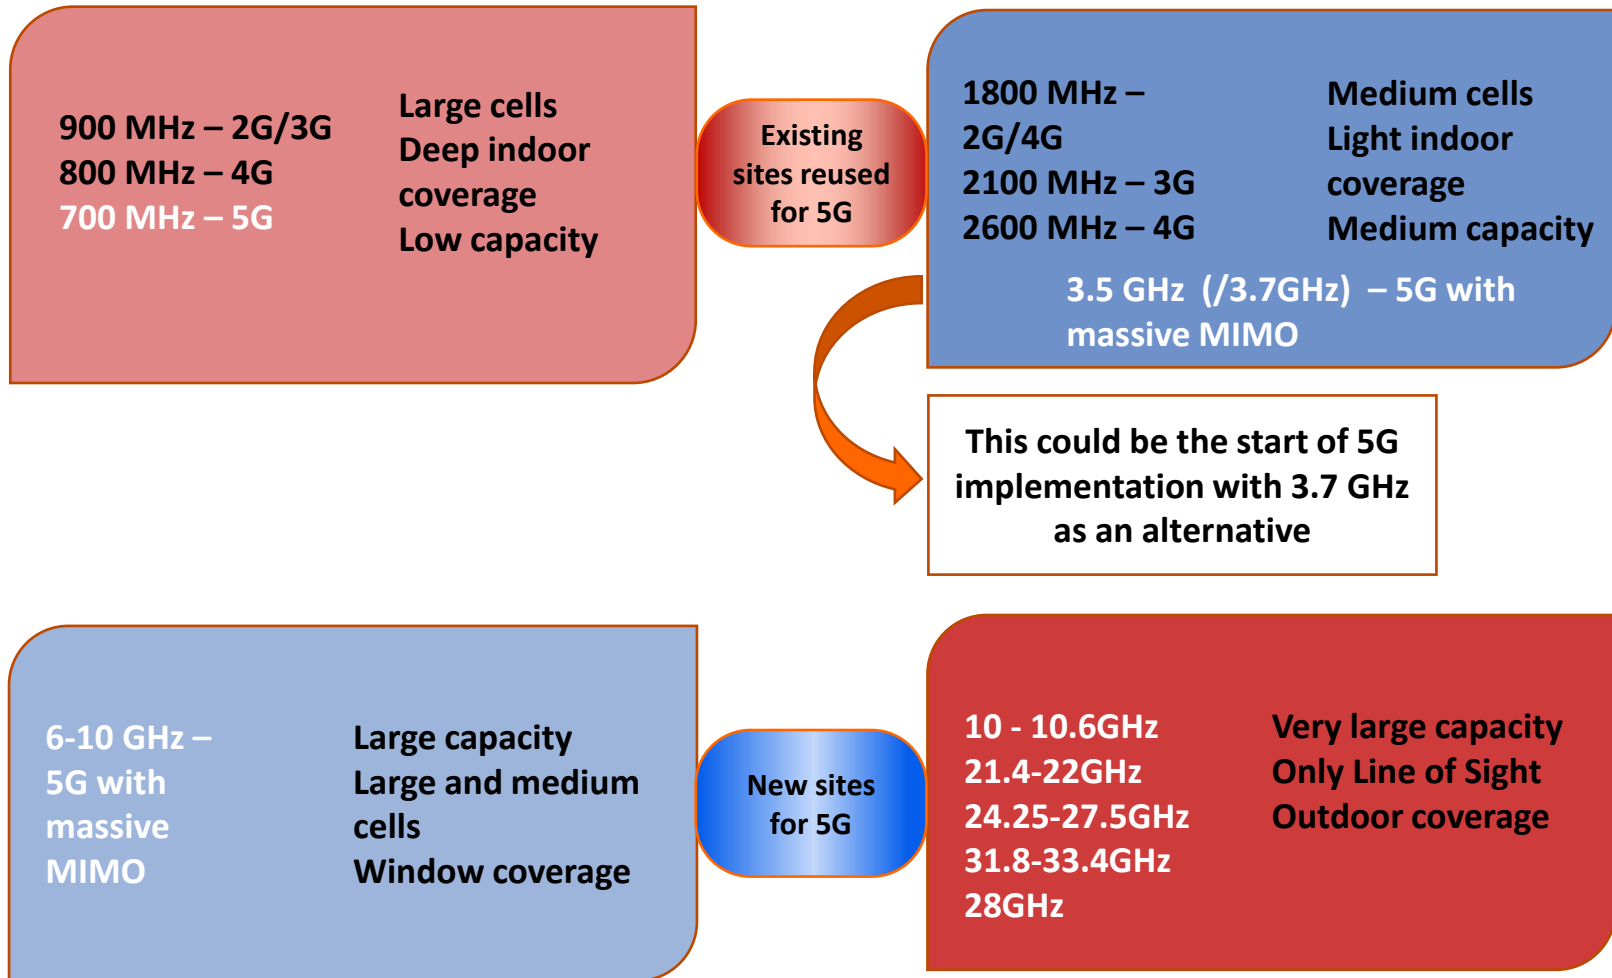 900 MHz – 2G/3G
800 MHz – 4G
700 MHz – 5G
Large cells
Deep indoor
coverage
Low capacity
Existing
sites reused
for 5G
1800 MHz –
2G/4G
2100 MHz – 3G
2600 MHz – 4G
Medium cells
Light indoor
coverage
Medium capacity
3.5 GHz (/3.7GHz) – 5G with
massive MIMO
This could be the start of 5G
implementation with 3.7 GHz
as an alternative
6-10 GHz –
5G with
massive
MIMO
Large capacity
Large and medium
cells
Window coverage
New sites
for 5G
10 - 10.6GHz
21.4-22GHz
24.25-27.5GHz
31.8-33.4GHz
28GHz
Very large capacity
Only Line of Sight
Outdoor coverage